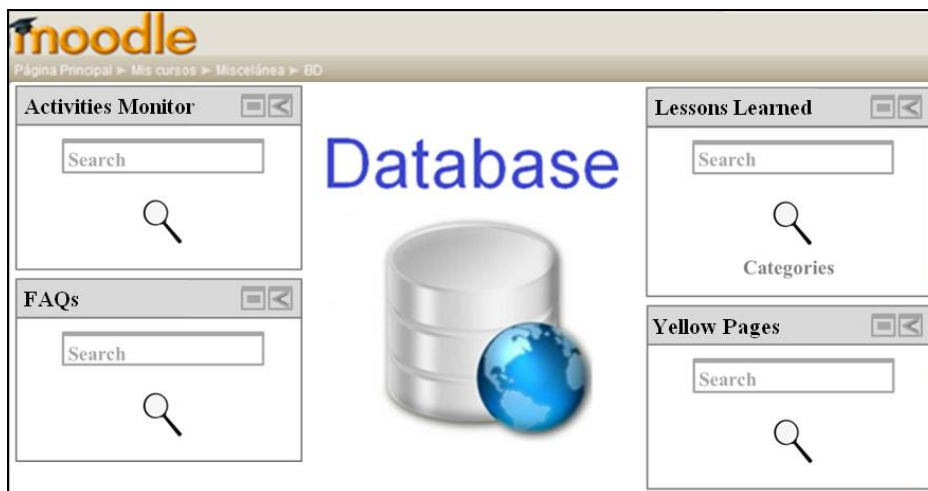 moodle
Página Principal ► Mis cursos ► Miscelánea ► BD
Activities Monitor
Search
FAQs
Search
Database
Lessons Learned
Search
Categories
Yellow Pages
Search